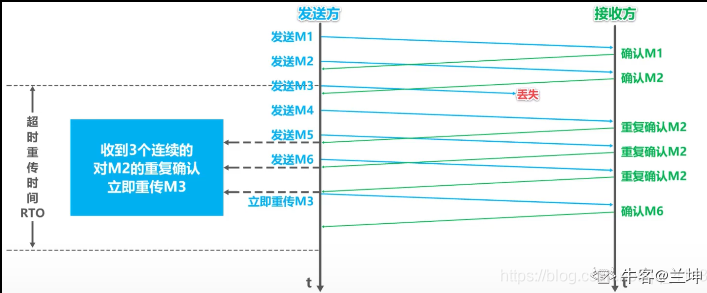 发送方
接收方
发送M1
确认M1
发送M2
确认M2
发送M3
丢失
发送M4
重复确认M2
发送M5
重复确认M2
发送M6
重复确认M2
立即重传M3
确认M6
超
时
重
传
时
间
RTO
收到3个连续的
对M2的重复确认
立即重传M3
t
t
https://blog.cs
牛客@兰坤